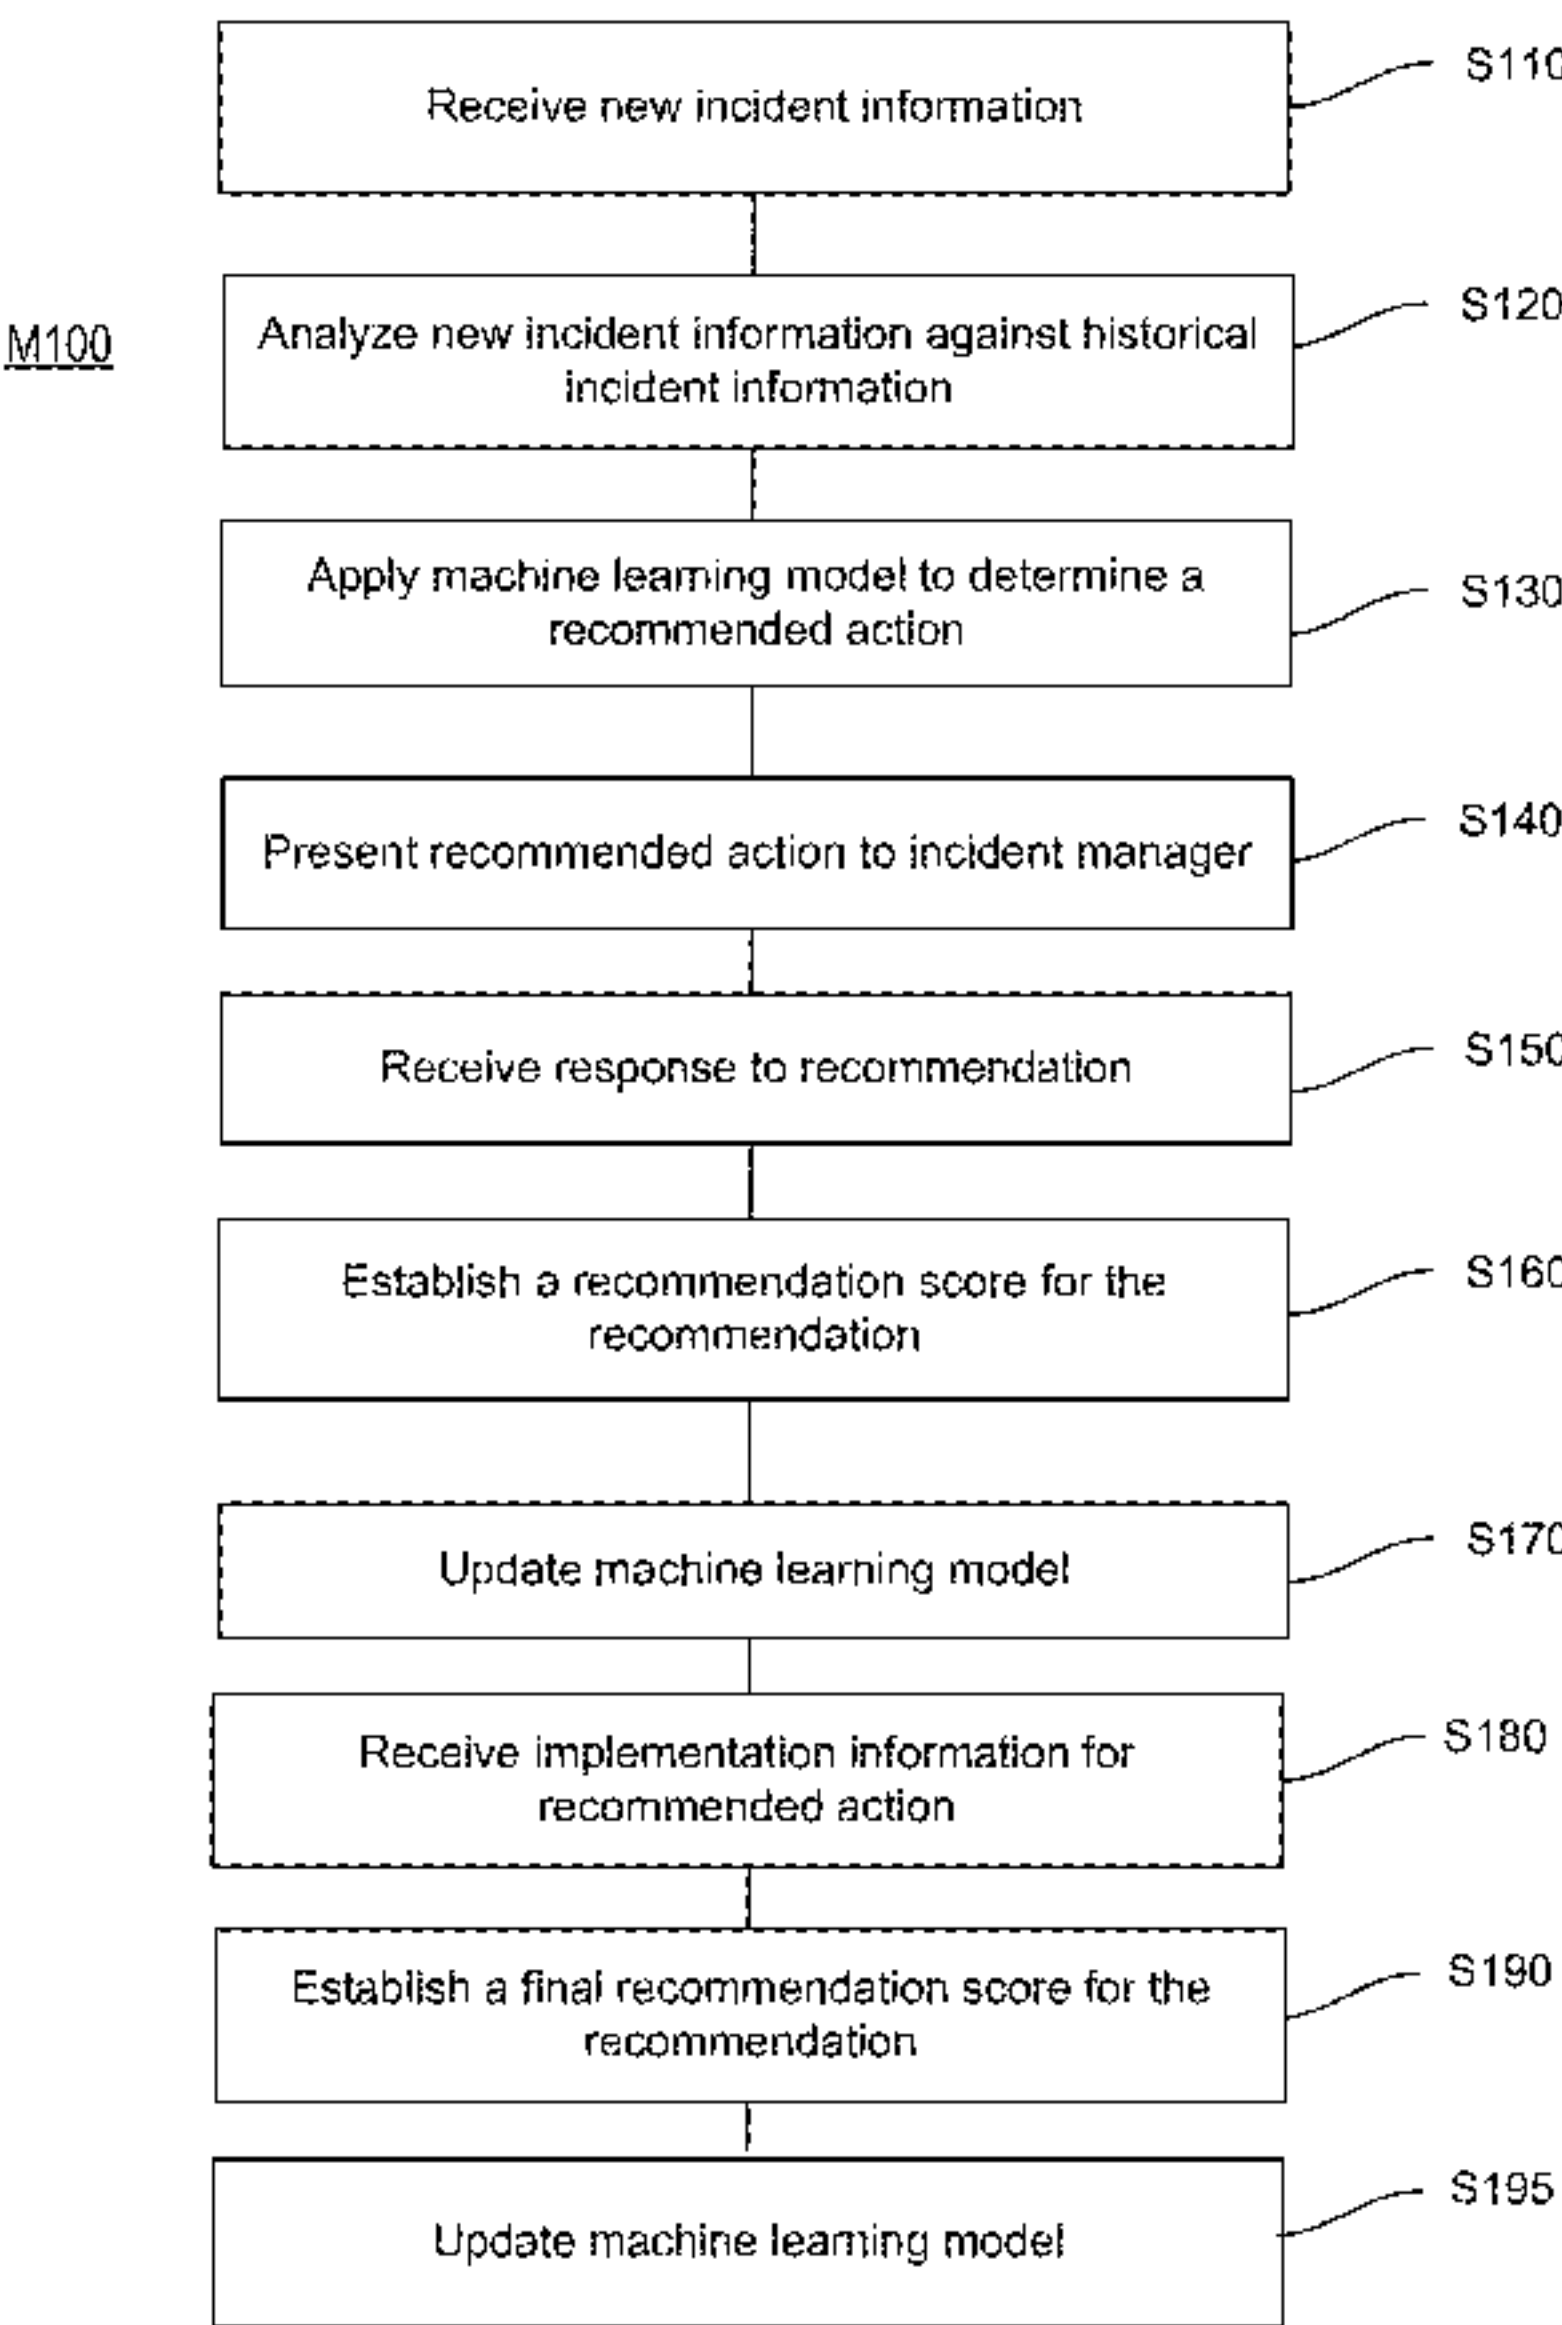 Receive new incident information
S110
M100
Analyze new incident information against historical
incident information
S120
Apply machine learning model to determine a
recommended action
S130
Present recommended action to incident manager
S140
Receive response to recommendation
S150
Establish a recommendation score for the
recommendation
S160
Update machine learning model
S170
Receive implementation information for
recommended action
S180
Establish a final recommendation score for the
recommendation
S190
Update machine learning model
S195